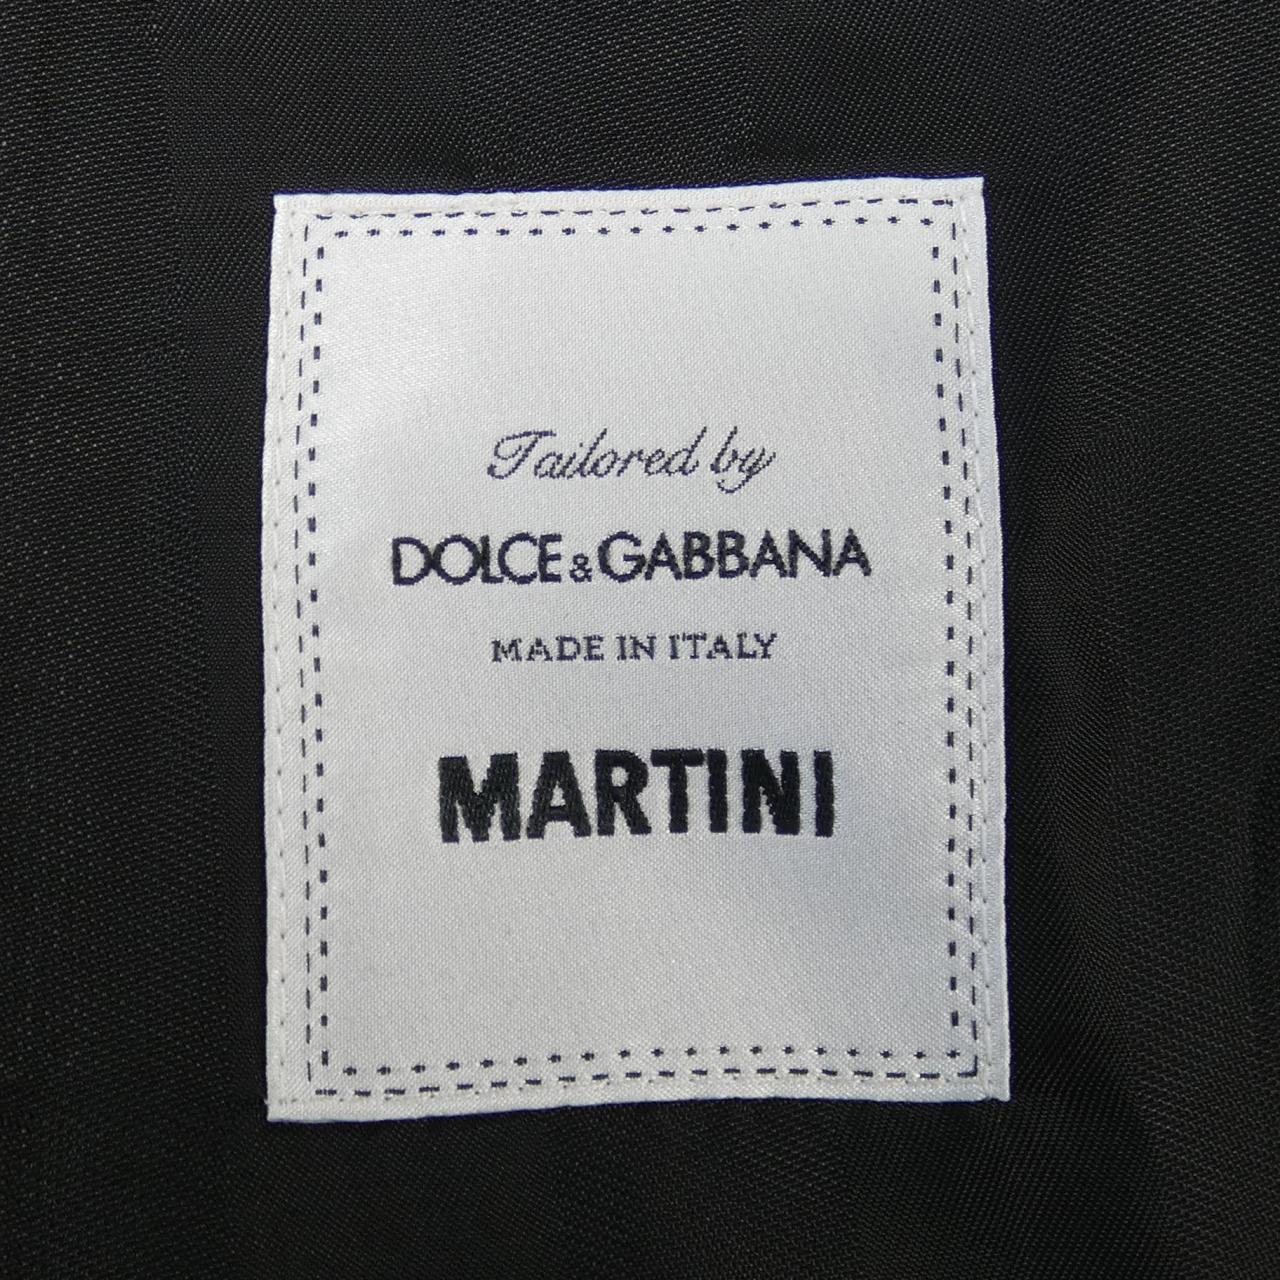 Tailored by
DOLCE & GABBANA
MADE IN ITALY
MARTINI